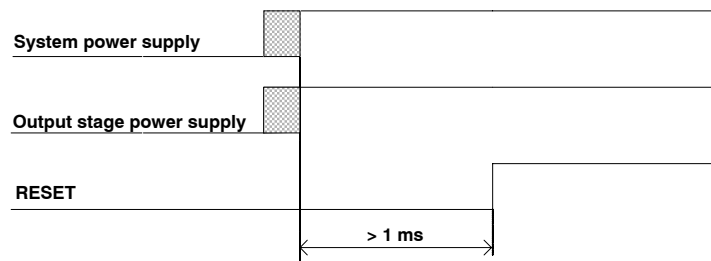 System power supply
Output stage power supply
RESET
> 1 ms